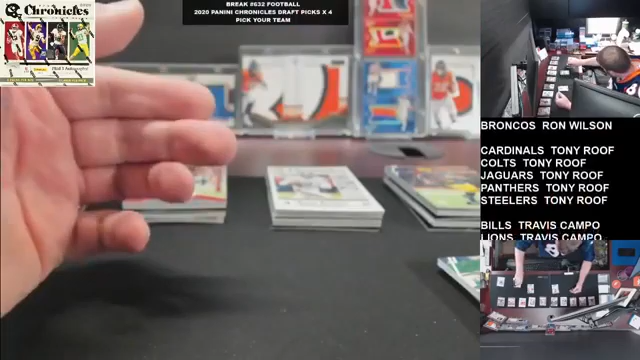 Chronicles
BREAK #632 FOOTBALL
2020 PANINI CHRONICLES DRAFT PICKS X 4
PICK YOUR TEAM
BRONCOS RON WILSON
CARDINALS TONY ROOF
COLTS TONY ROOF
JAGUARS TONY ROOF
PANTHERS TONY ROOF
STEELERS TONY ROOF
BILLS TRAVIS CAMPO
LIONS TRAVIS CAMPO